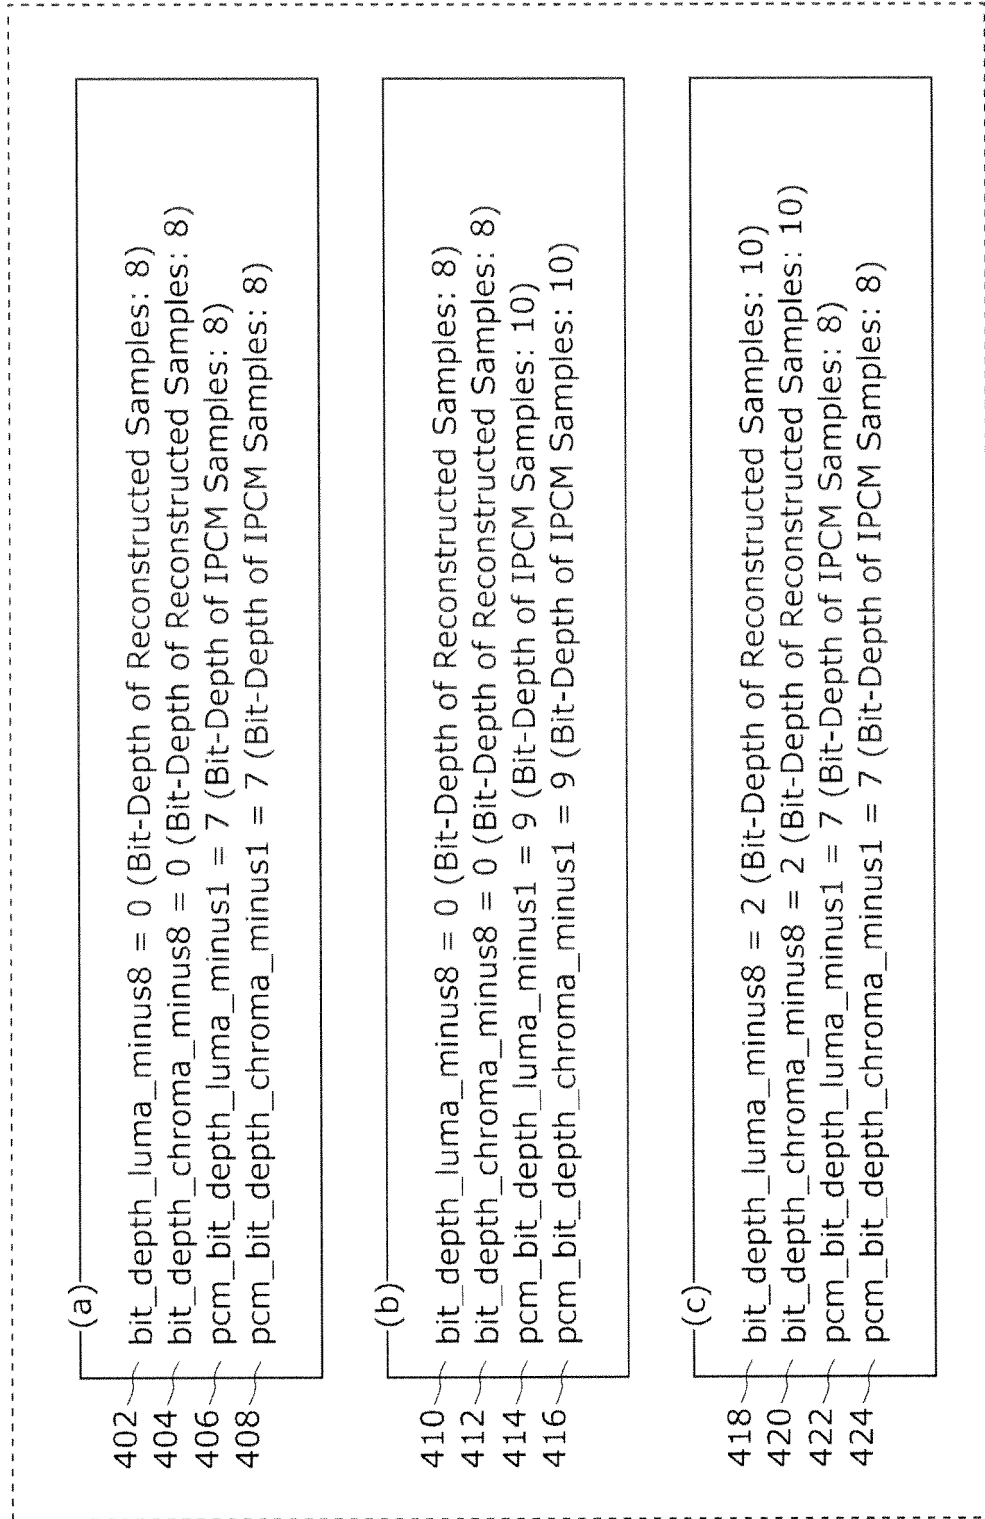 (a)
402 bit_depth_luma_minus8 = 0 (Bit-Depth of Reconstructed Samples: 8)
404 bit_depth_chroma_minus8 = 0 (Bit-Depth of Reconstructed Samples: 8)
406 pcm_bit_depth_luma_minus1 = 7 (Bit-Depth of IPCM Samples: 8)
408 pcm_bit_depth_chroma_minus1 = 7 (Bit-Depth of IPCM Samples: 8)
(b)
410 bit_depth_luma_minus8 = 0 (Bit-Depth of Reconstructed Samples: 8)
412 bit_depth_chroma_minus8 = 0 (Bit-Depth of Reconstructed Samples: 8)
414 pcm_bit_depth_luma_minus1 = 9 (Bit-Depth of IPCM Samples: 10)
416 pcm_bit_depth_chroma_minus1 = 9 (Bit-Depth of IPCM Samples: 10)
(c)
418 bit_depth_luma_minus8 = 2 (Bit-Depth of Reconstructed Samples: 10)
420 bit_depth_chroma_minus8 = 2 (Bit-Depth of Reconstructed Samples: 10)
422 pcm_bit_depth_luma_minus1 = 7 (Bit-Depth of IPCM Samples: 8)
424 pcm_bit_depth_chroma_minus1 = 7 (Bit-Depth of IPCM Samples: 8)